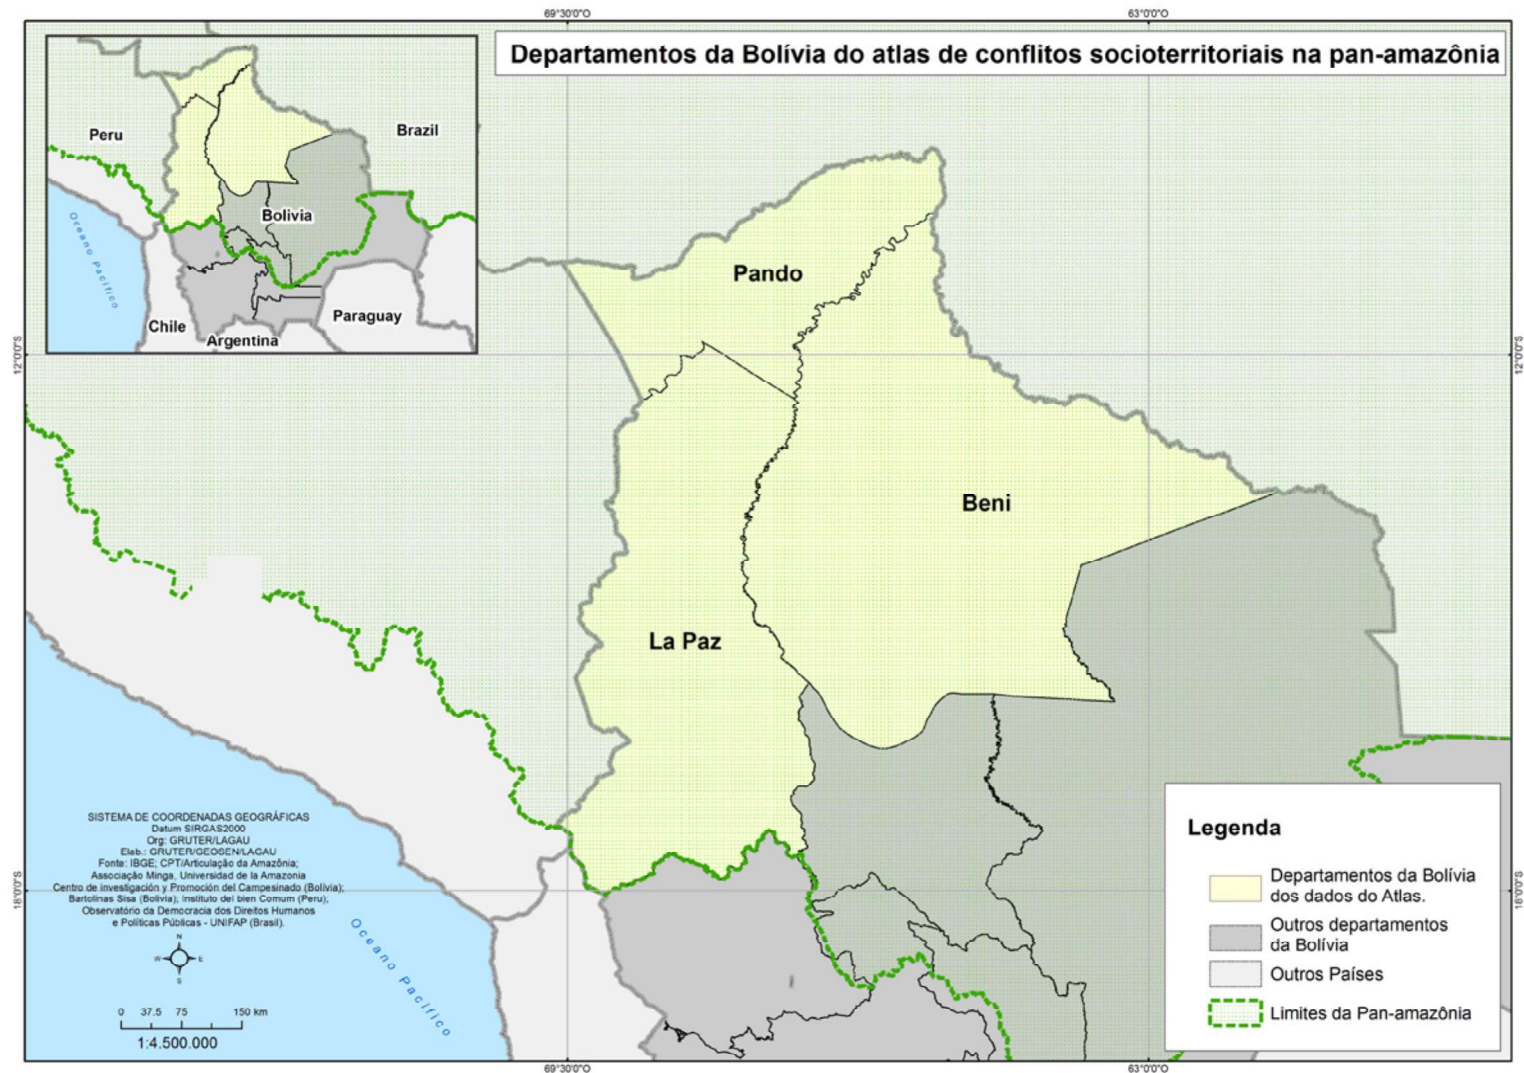 69°30'0"O
63°0'0"O
Departamentos da Bolívia do atlas de conflitos socioterritoriais na pan-amazônia
Peru
Brazil
Bolivia
Oceano Pacífico
Chile
Argentina
Paraguay
Pando
Beni
La Paz
12°0'0"S
12°0'0"S
18°0'0"S
18°0'0"S
SISTEMA DE COORDENADAS GEOGRÁFICAS
Datum SIRGAS2000
Org: GRUTER/LAGAU
Elab.: GRUTER/GEOSEN/LAGAU
Fonte: IBGE; CPT/Articulação da Amazônia;
Associação Minga, Universidad de la Amazonia
Centro de investigación y Promoción del Campesinado (Bolívia);
Bartolinas Sisa (Bolívia); Instituto del bien Comum (Peru);
Observatório da Democracia dos Direitos Humanos
e Políticas Públicas - UNIFAP (Brasil).
N
W E
S
0 37.5 75 150 km
1:4.500.000
Oceano Pacífico
Legenda
Departamentos da Bolívia
dos dados do Atlas.
Outros departamentos
da Bolívia
Outros Países
Limites da Pan-amazônia
69°30'0"O
63°0'0"O